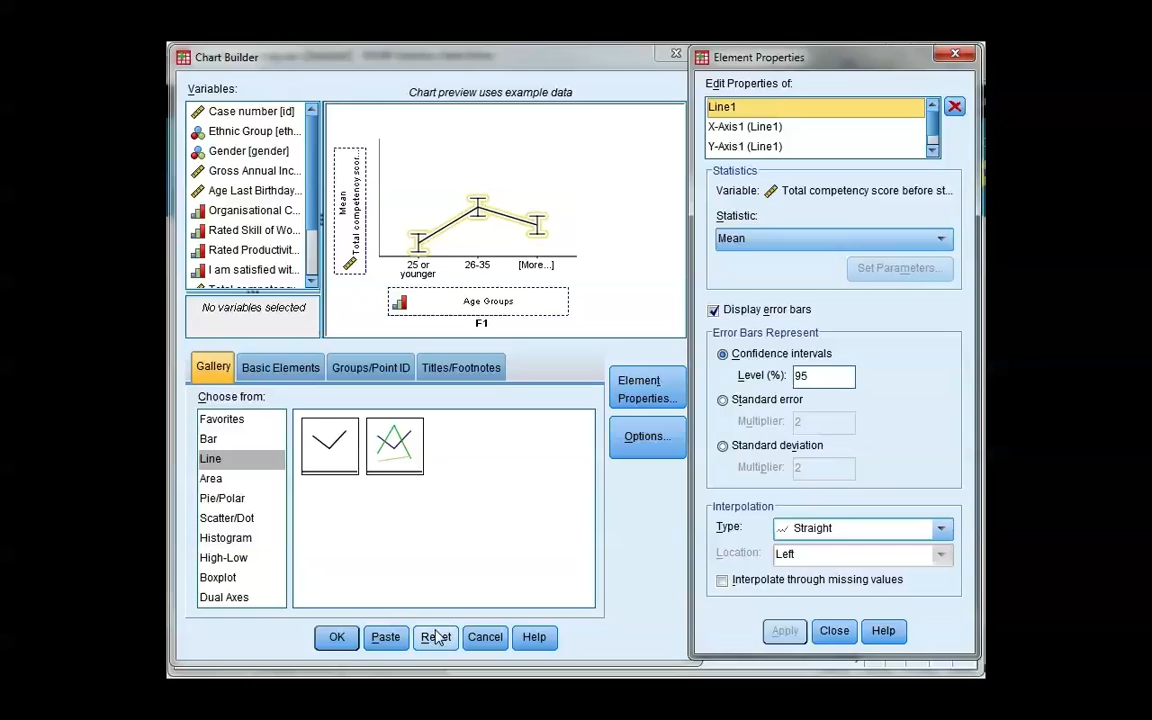 Chart Builder
Variables:
Chart preview uses example data
Case number [id]
Ethnic Group [eth...
Gender [gender]
Gross Annual Inc...
Age Last Birthday...
Organisational C...
Rated Skill of Wo...
Rated Productivit...
I am satisfied wit...
No variables selected
Mean
Total competency scor...
25 or younger
26-35
[More...]
Age Groups
F1
Gallery
Basic Elements
Groups/Point ID
Titles/Footnotes
Choose from:
Favorites
Bar
Line
Area
Pie/Polar
Scatter/Dot
Histogram
High-Low
Boxplot
Dual Axes
Element
Properties...
Options...
OK
Paste
Reset
Cancel
Help
Element Properties
Edit Properties of:
Line1
X-Axis1 (Line1)
Y-Axis1 (Line1)
Statistics
Variable: Total competency score before st...
Statistic:
Mean
Set Parameters...
Display error bars
Error Bars Represent
Confidence intervals
Level (%): 95
Standard error
Multiplier: 2
Standard deviation
Multiplier: 2
Interpolation
Type: Straight
Location: Left
Interpolate through missing values
Apply
Close
Help